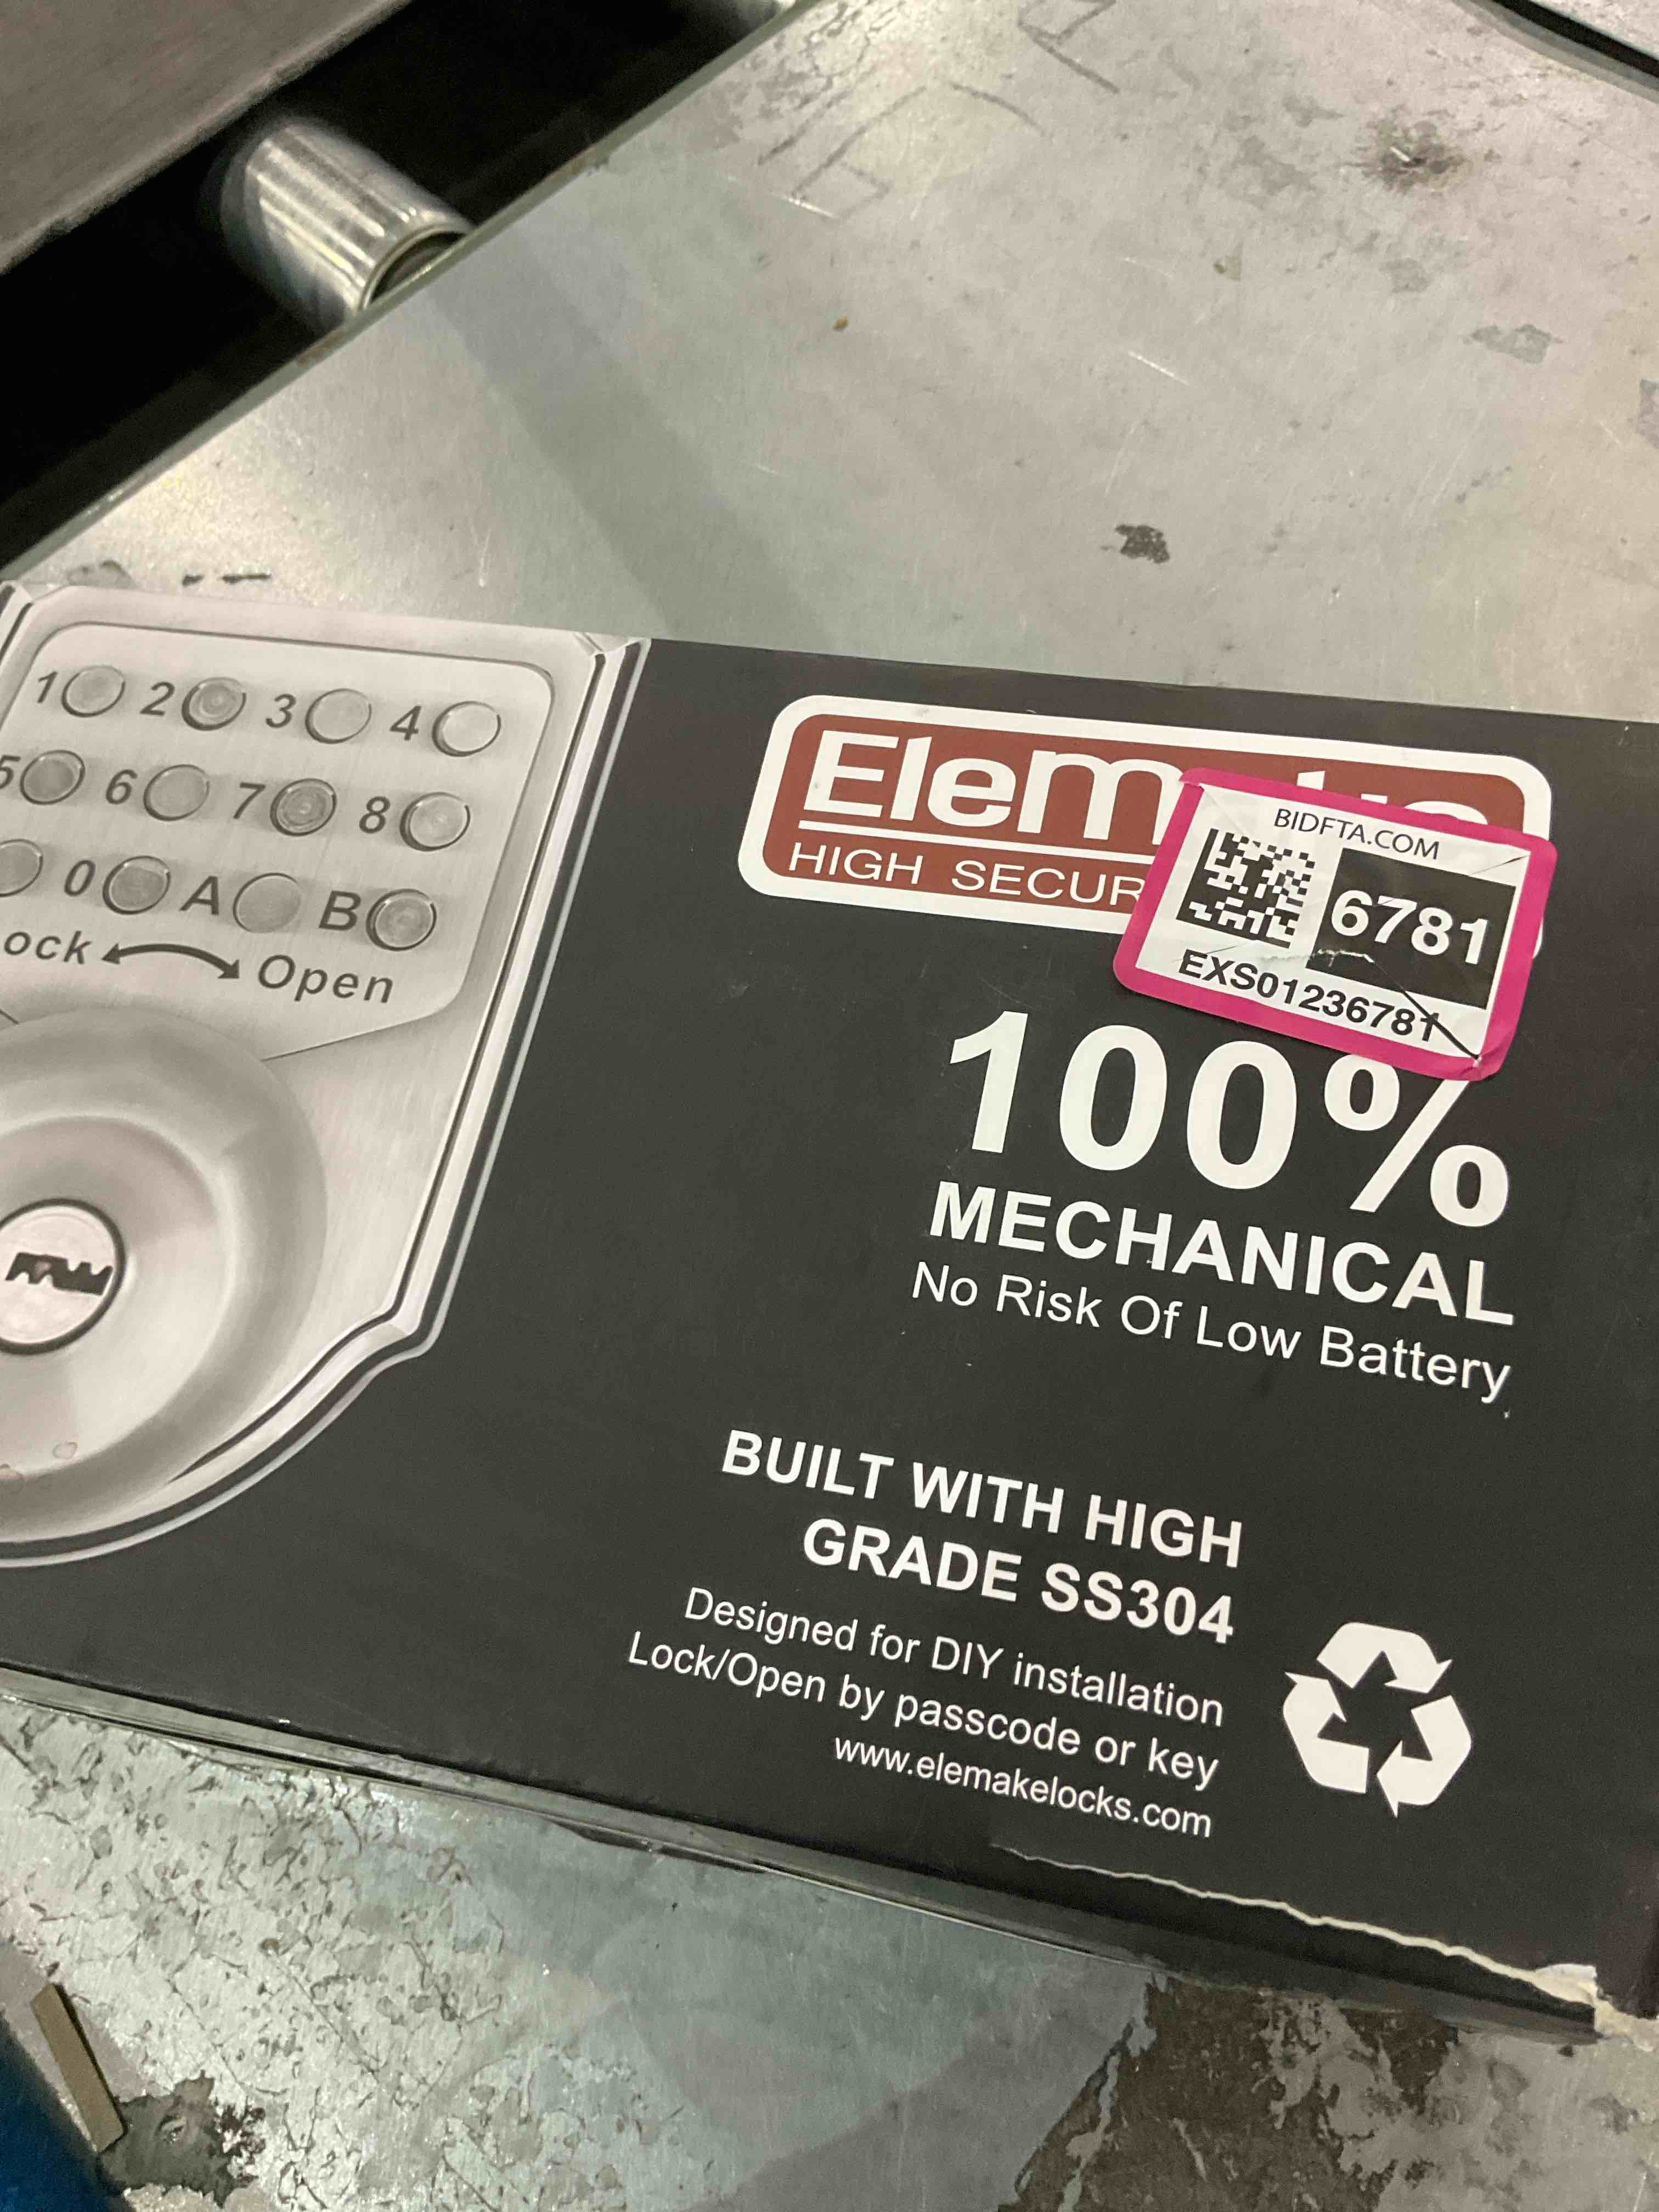 1 2 3 4
5 6 7 8
0 A B
ock Open
Elem
HIGH SECUR
BIDFTA.COM
6781
EXS01236781
100%
MECHANICAL
No Risk Of Low Battery
BUILT WITH HIGH
GRADE SS304
Designed for DIY installation
Lock/Open by passcode or key
www.elemakelocks.com